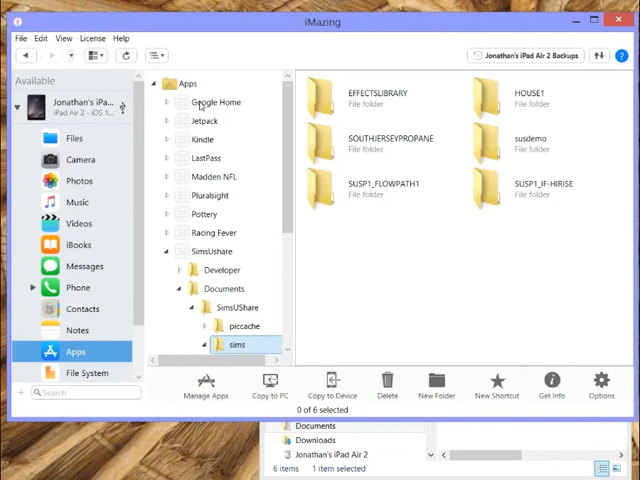 iMazing
File Edit View License Help
Jonathan's iPad Air 2 Backups
Available
Jonathan's iPa...
iPad Air 2 - iOS 1...
Files
Camera
Photos
Music
Videos
iBooks
Messages
Phone
Contacts
Notes
Apps
File System
Search
Apps
Google Home
Jetpack
Kindle
LastPass
Madden NFL
Pluralsight
Pottery
Racing Fever
SimsUshare
Developer
Documents
SimsUShare
piccache
sims
EFFECTSLIBRARY
File folder
HOUSE1
File folder
SOUTHJERSEYPROPANE
File folder
susdemo
File folder
SUSP1_FLOWPATH1
File folder
SUSP1_IF-HIRISE
File folder
Manage Apps
Copy to PC
Copy to Device
Delete
New Folder
New Shortcut
Get Info
Options
0 of 6 selected
Documents
Downloads
Jonathan's iPad Air 2
6 items 1 item selected